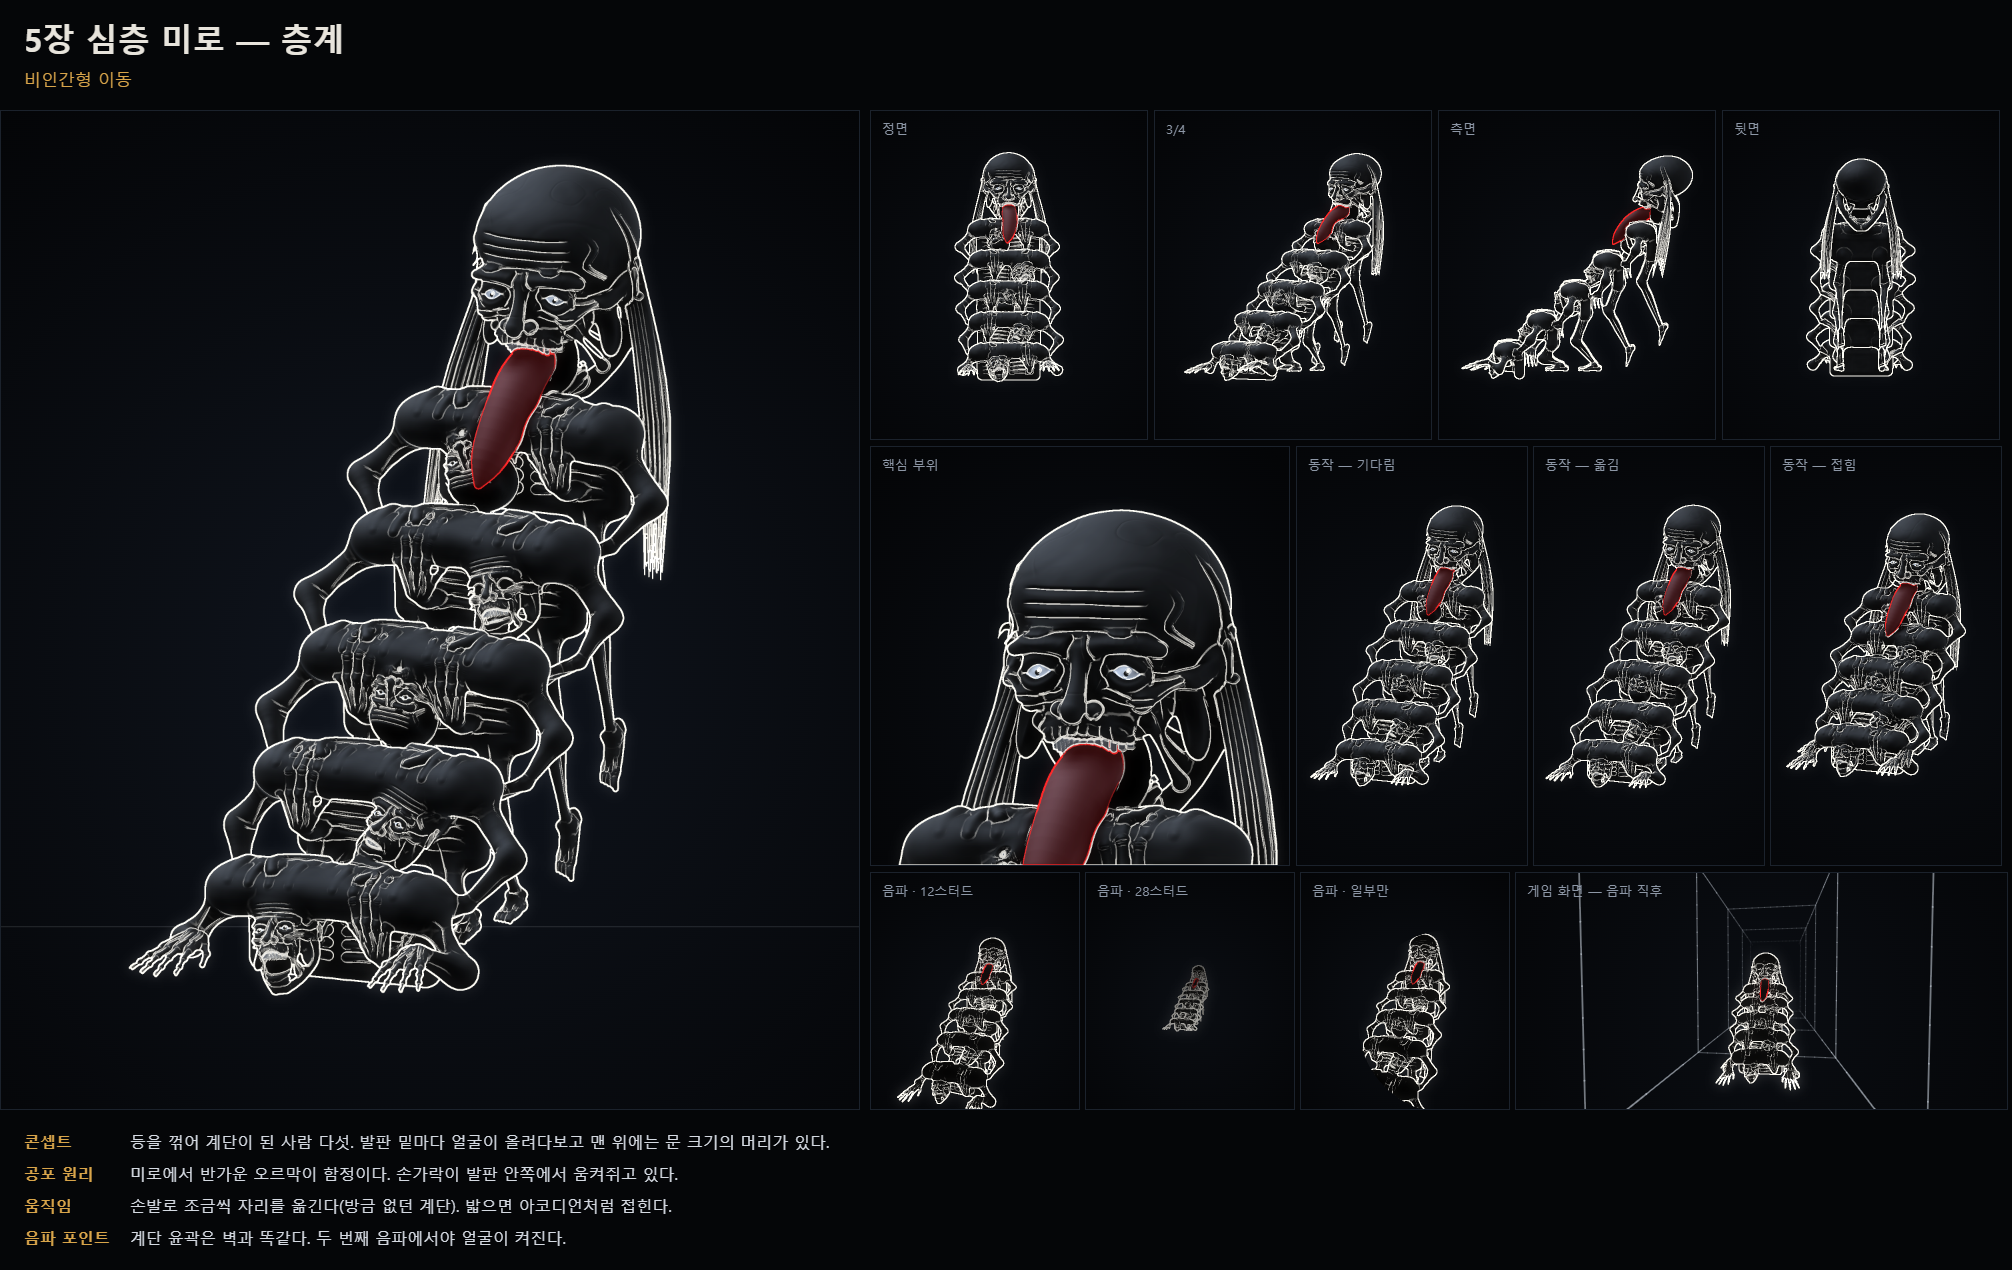 5장 심층 미로 — 층계
비인간형 이동
정면
3/4
측면
뒷면
핵심 부위
동작 — 기다림
동작 — 옮김
동작 — 접힘
음파 · 12스터드
음파 · 28스터드
음파 · 일부만
게임 화면 — 음파 직후
콘셉트 등을 꺾어 계단이 된 사람 다섯. 발판 밑마다 얼굴이 올려다보고 맨 위에는 문 크기의 머리가 있다.
공포 원리 미로에서 반가운 오르막이 함정이다. 손가락이 발판 안쪽에서 움켜쥐고 있다.
움직임 손발로 조금씩 자리를 옮긴다(방금 없던 계단). 밟으면 아코디언처럼 접힌다.
음파 포인트 계단 윤곽은 벽과 똑같다. 두 번째 음파에서야 얼굴이 켜진다.